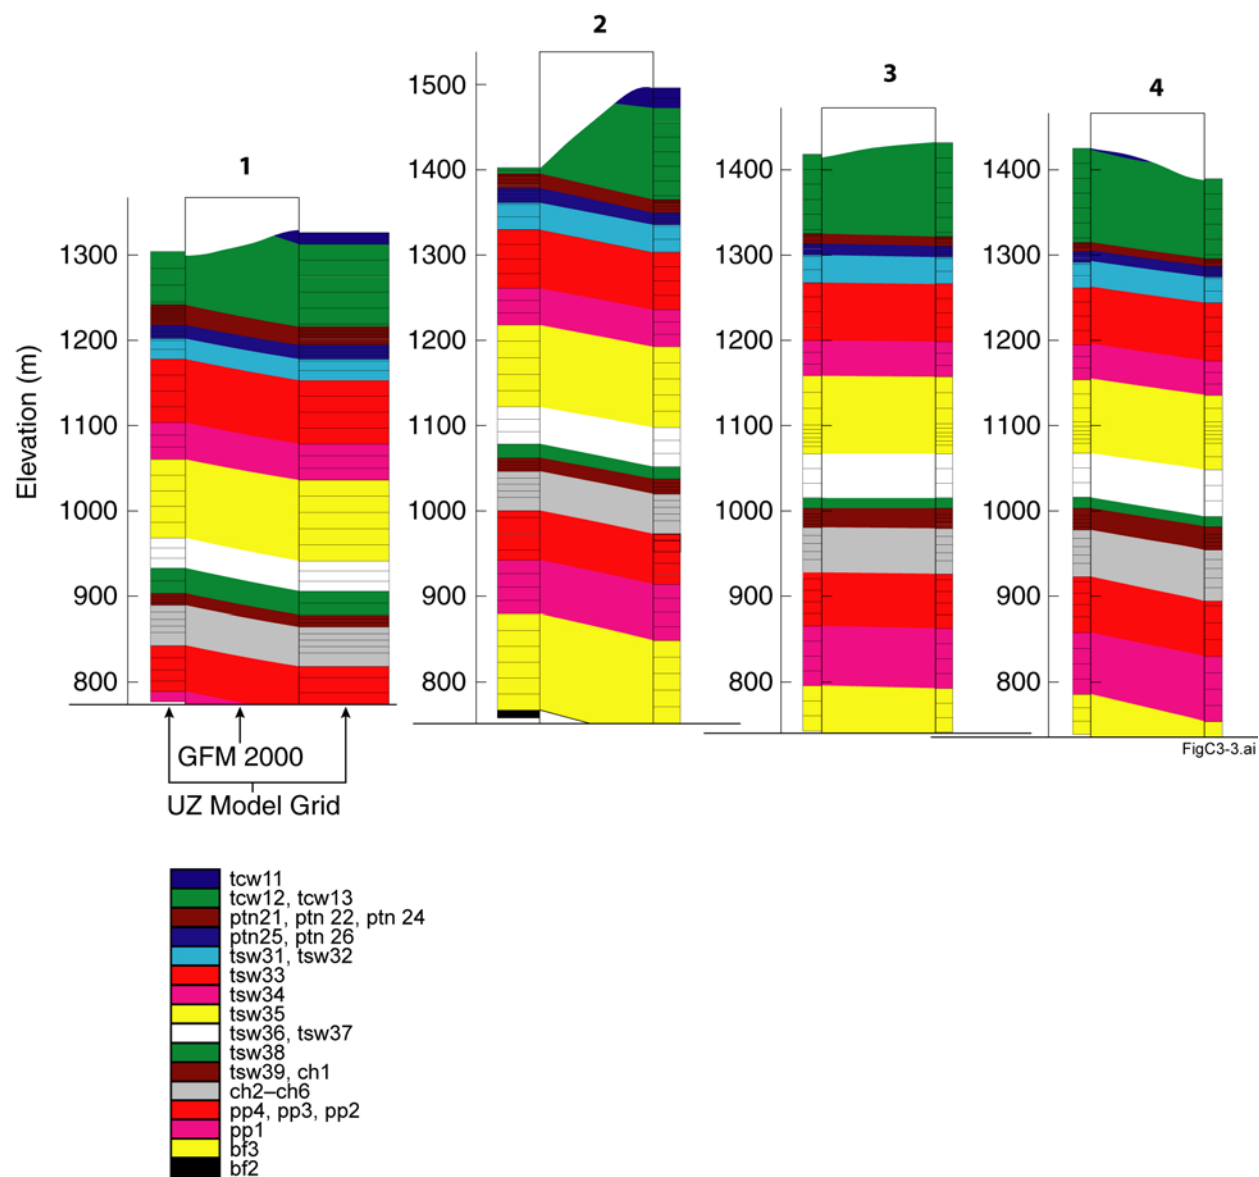 1
2
3
4
Elevation (m)
1300
1200
1100
1000
900
800
1500
1400
1300
1200
1100
1000
900
800
1400
1300
1200
1100
1000
900
800
1400
1300
1200
1100
1000
900
800
GFM 2000
UZ Model Grid
FigC3-3.ai
tcw11
tcw12, tcw13
ptn21, ptn 22, ptn 24
ptn25, ptn 26
tsw31, tsw32
tsw33
tsw34
tsw35
tsw36, tsw37
tsw38
tsw39, ch1
ch2–ch6
pp4, pp3, pp2
pp1
bf3
bf2